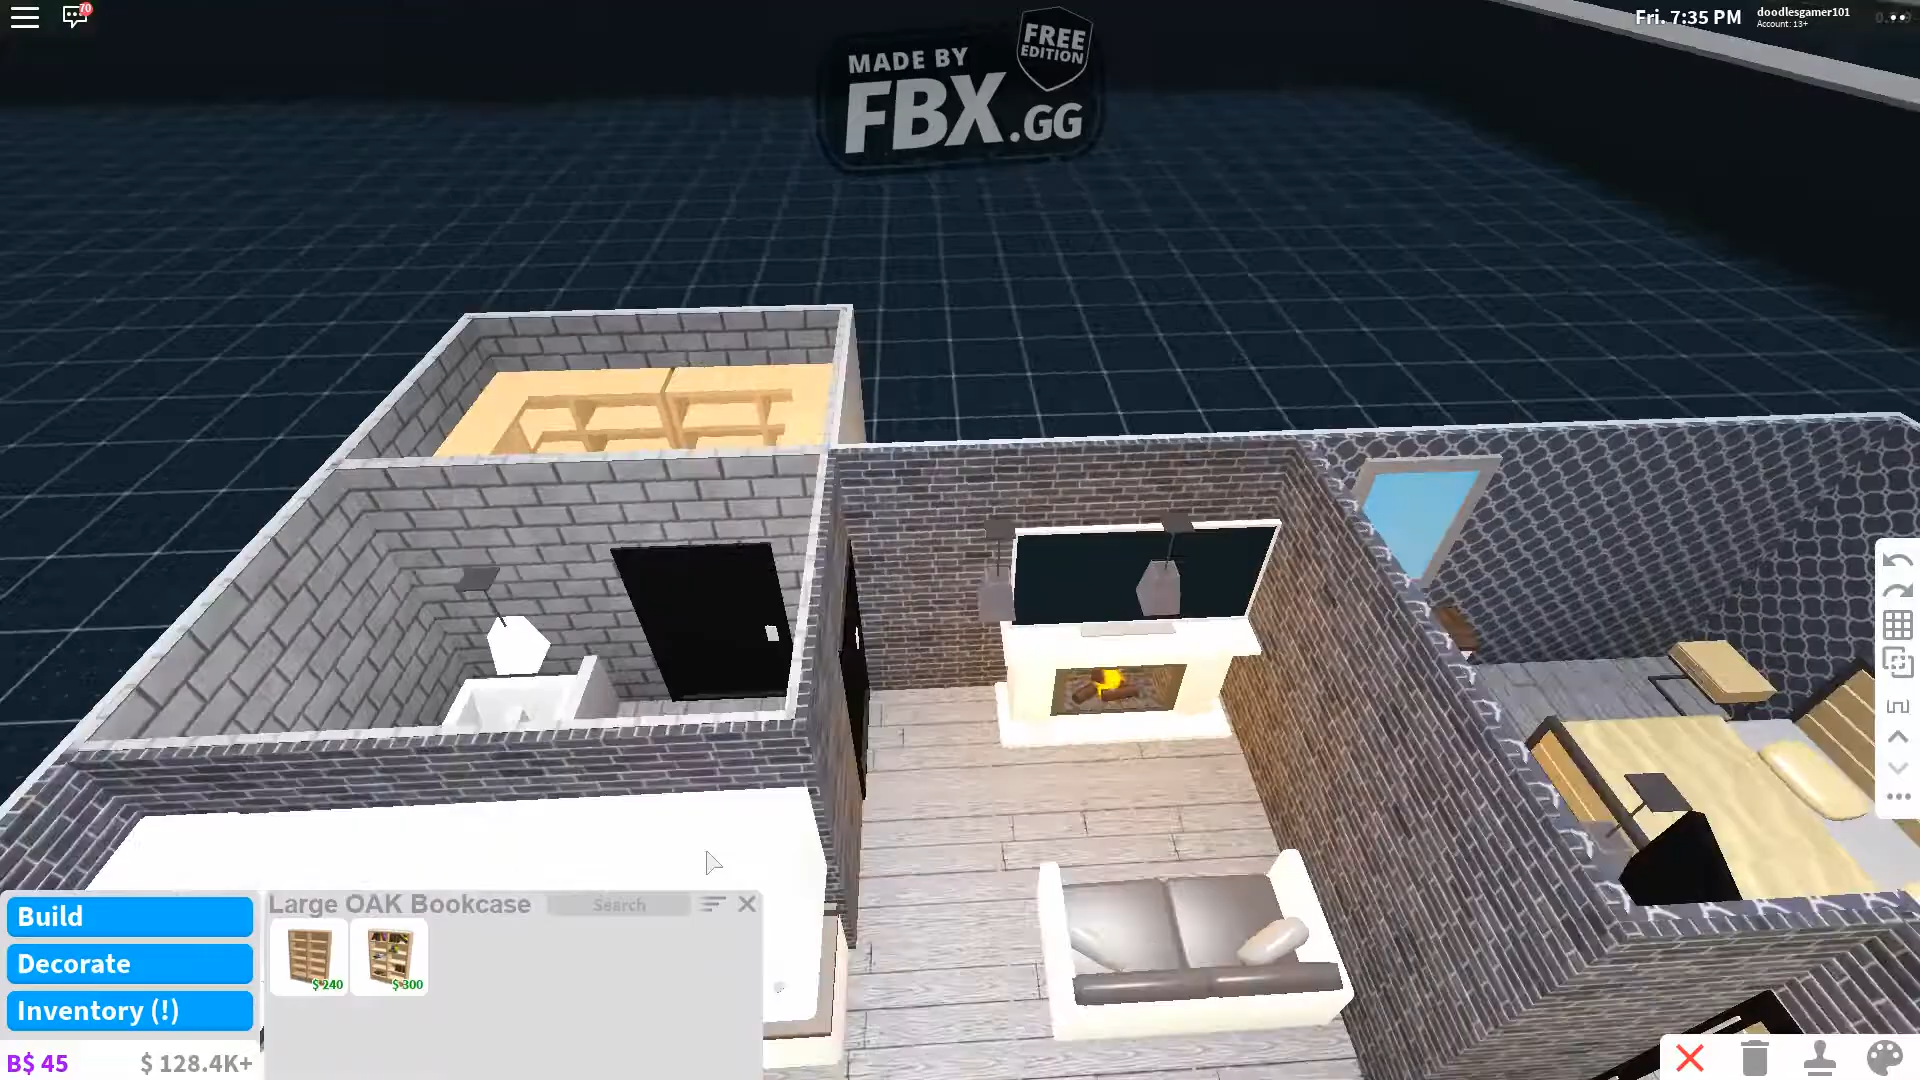 70
Fri. 7:35 PM
doodlesgamer101
Account: 13+
MADE BY
FBX.GG
FREE
EDITION
Build
Decorate
Inventory (!)
B$ 45
$ 128.4K+
Large OAK Bookcase
Search
$ 240
$ 300